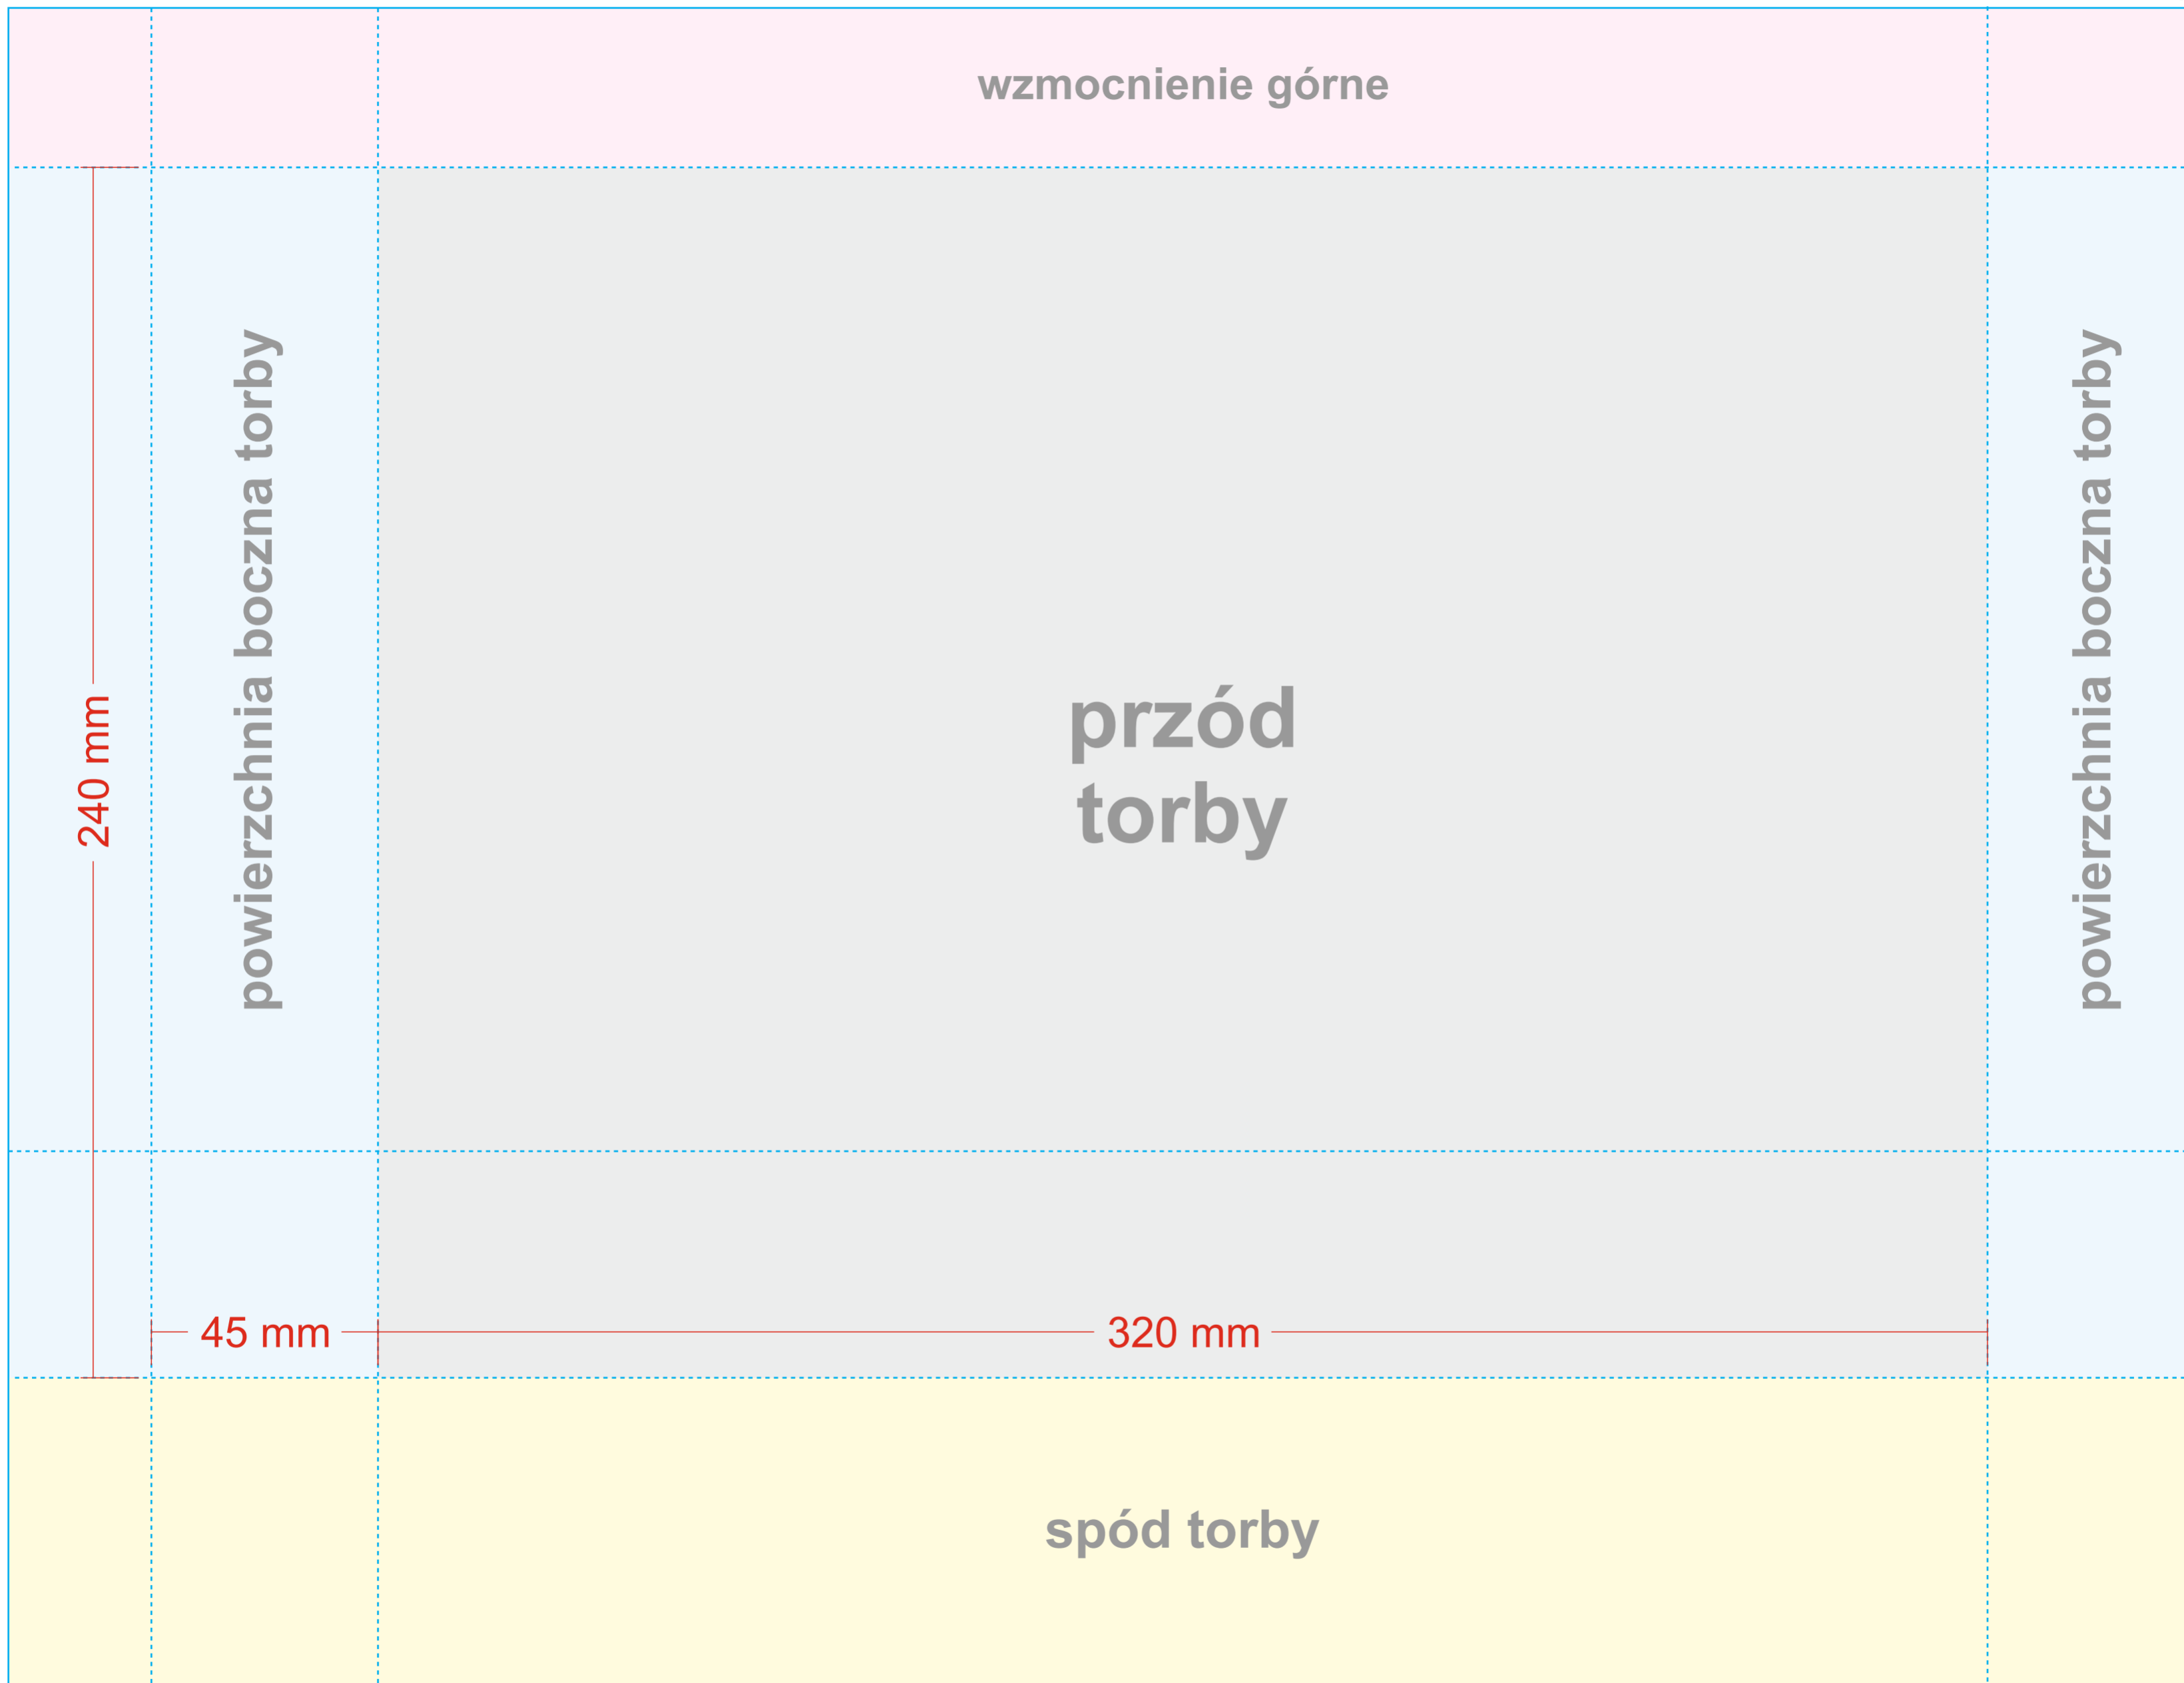 wzmocnienie górne
powierzchnia boczna torby
240 mm
przód
torby
powierzchnia boczna torby
45 mm
320 mm
spód torby